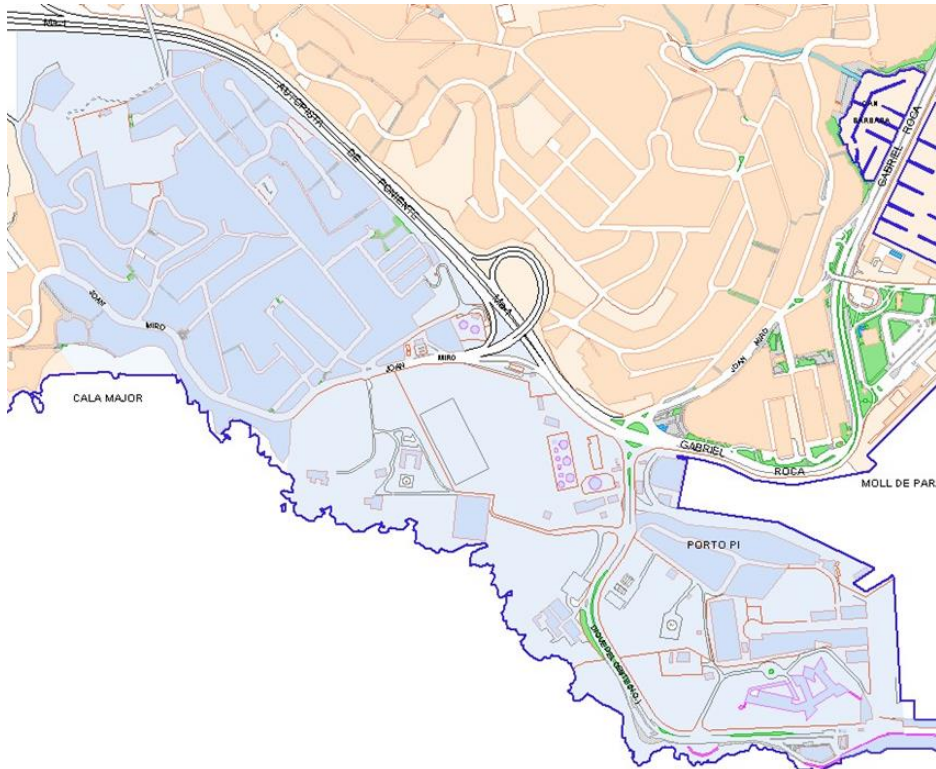 Ma-1
AUTOPISTA
DE
PONIENTE
CAN
BARBARA
GABRIEL ROCA
JOAN
MIRO
Ma-1
JOAN
MIRO
JOAN MIRO
CALA MAJOR
GABRIEL
ROCA
MOLL DE PAR
PORTO PI